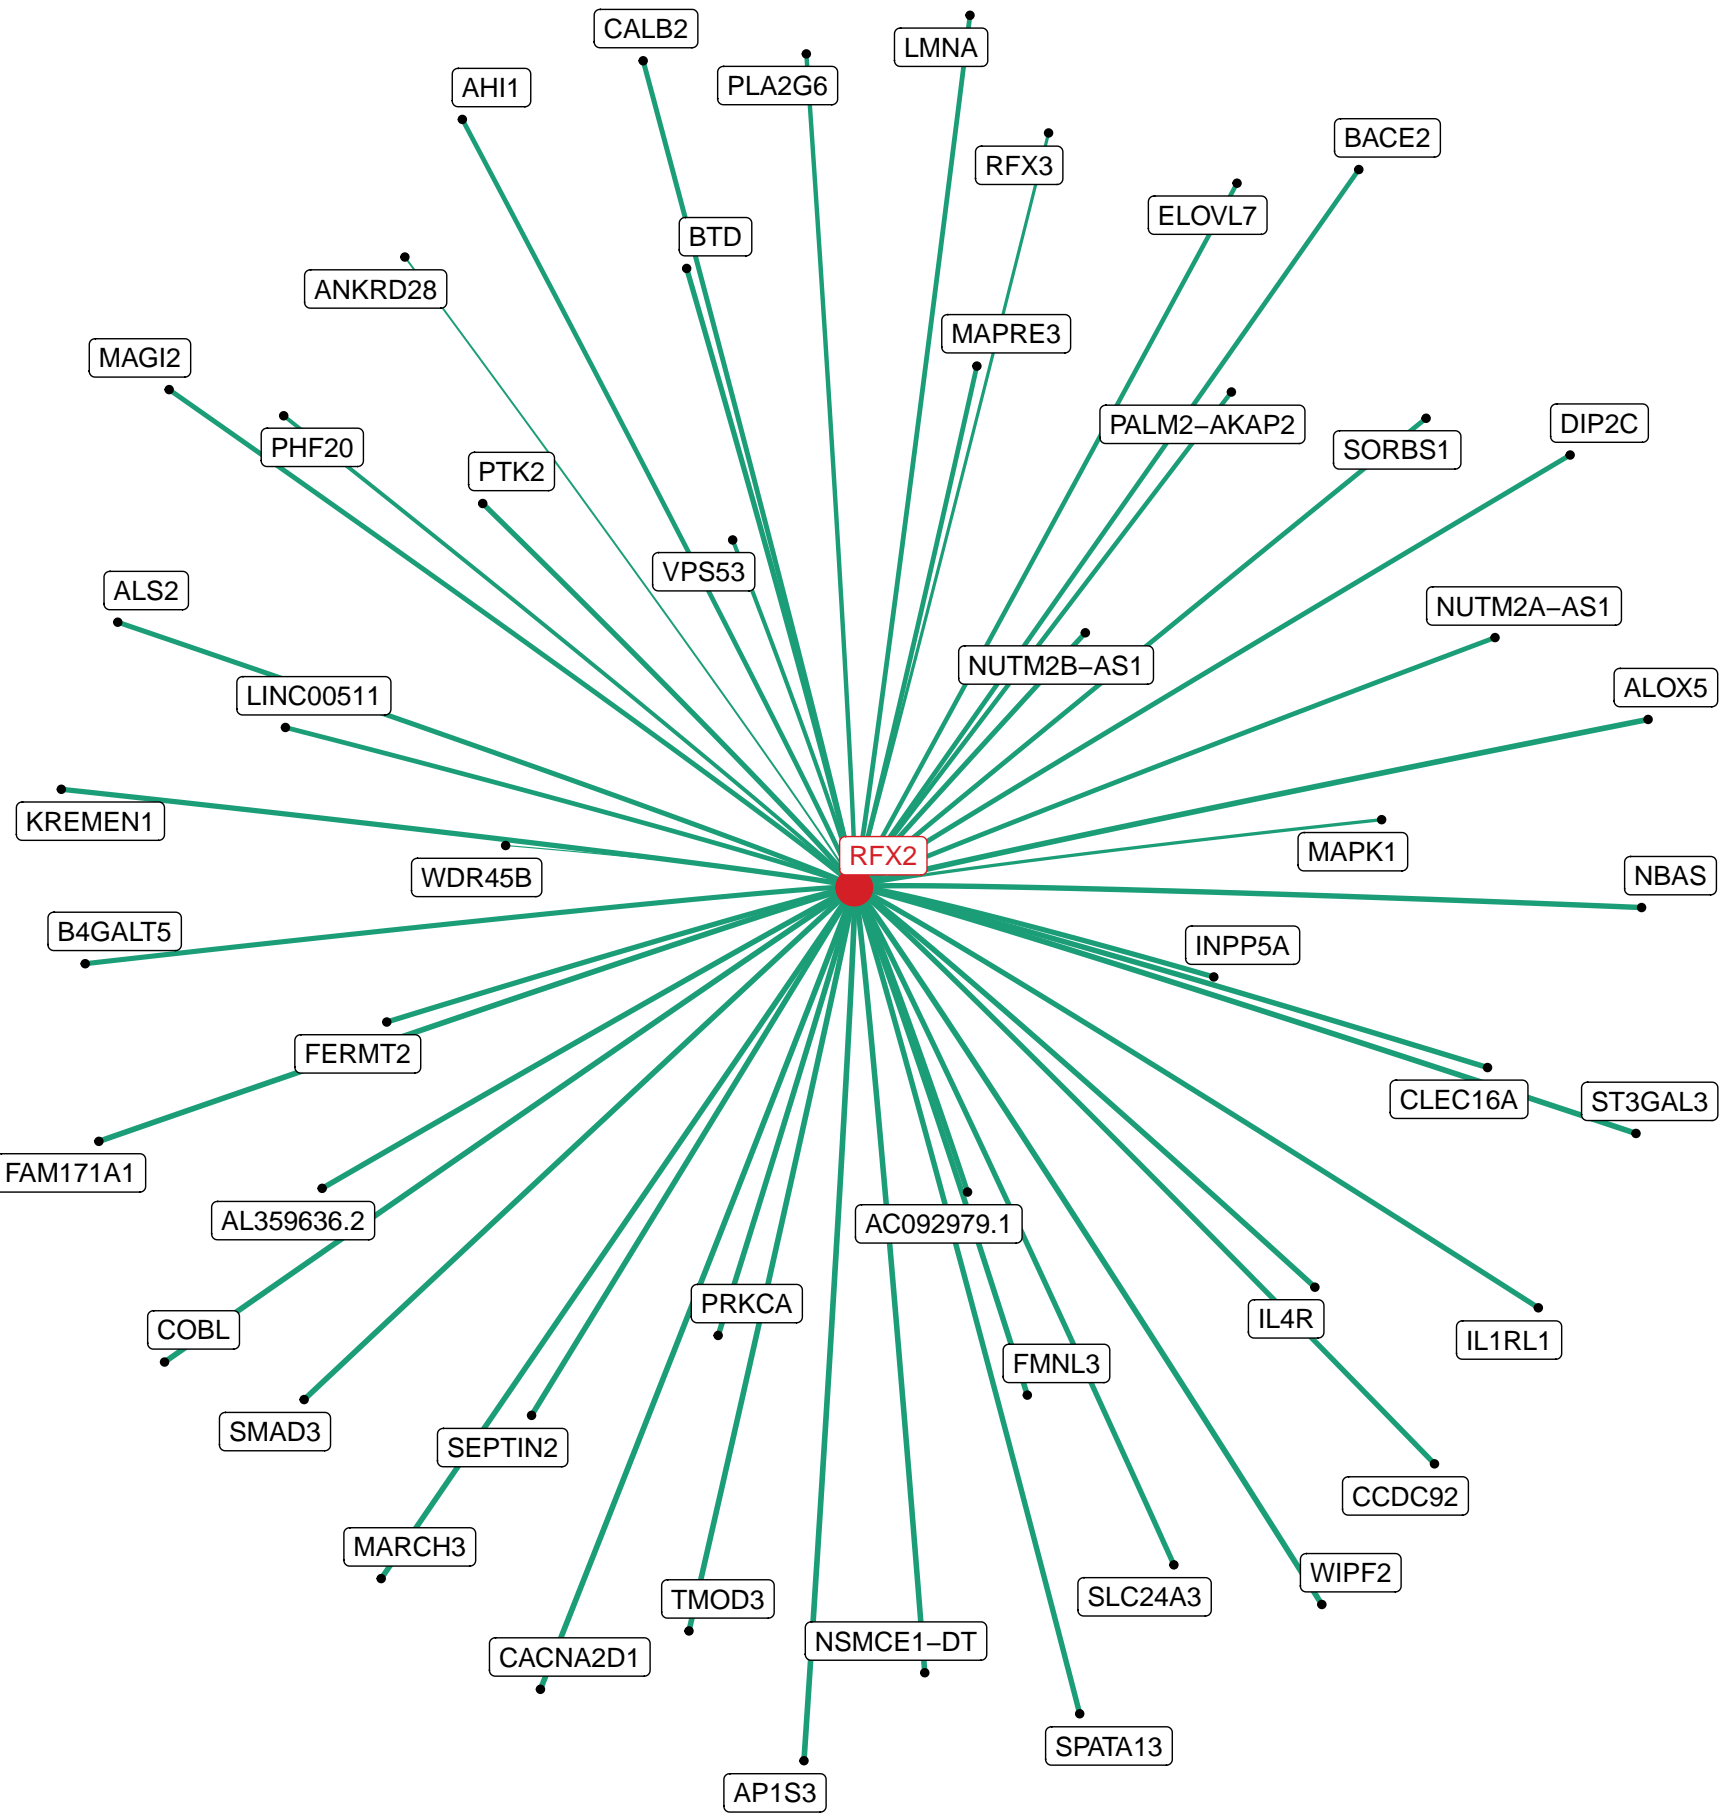 CALB2
LMNA
PLA2G6
AHI1
BACE2
RFX3
ELOVL7
BTD
ANKRD28
MAPRE3
MAGI2
DIP2C
PALM2−AKAP2
PHF20
SORBS1
PTK2
VPS53
ALS2
NUTM2A−AS1
NUTM2B−AS1
ALOX5
LINC00511
KREMEN1
MAPK1
RFX2
NBAS
WDR45B
B4GALT5
INPP5A
FERMT2
CLEC16A
ST3GAL3
FAM171A1
AL359636.2
AC092979.1
PRKCA
IL4R
COBL
IL1RL1
FMNL3
SMAD3
SEPTIN2
CCDC92
MARCH3
WIPF2
SLC24A3
TMOD3
NSMCE1−DT
CACNA2D1
SPATA13
AP1S3